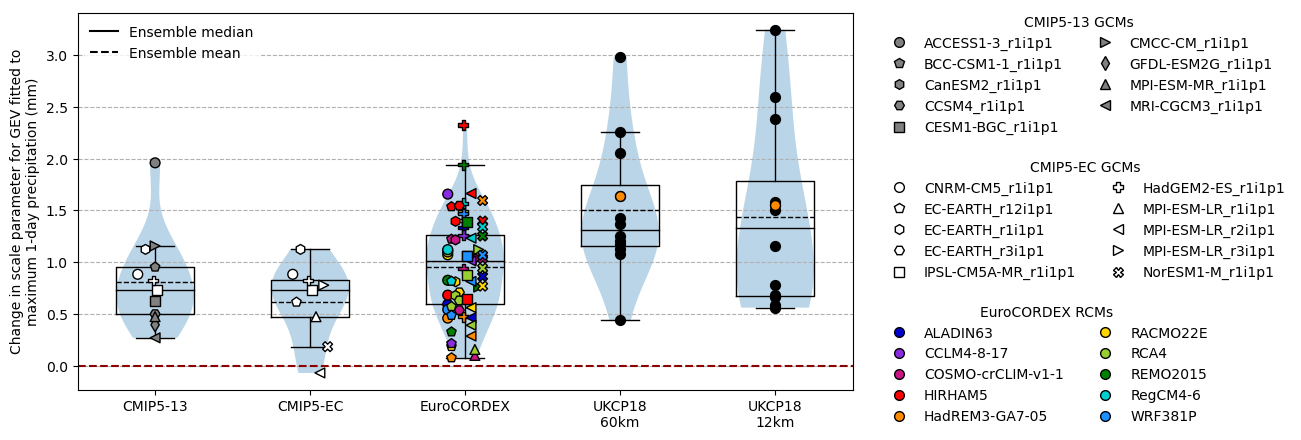 Change in scale parameter for GEV fitted to
maximum 1-day precipitation (mm)
3.0
2.5
2.0
1.5
1.0
0.5
0.0
Ensemble median
Ensemble mean
CMIP5-13
CMIP5-EC
EuroCORDEX
UKCP18
60km
UKCP18
12km
CMIP5-13 GCMs
ACCESS1-3_r1i1p1
BCC-CSM1-1_r1i1p1
CanESM2_r1i1p1
CCSM4_r1i1p1
CESM1-BGC_r1i1p1
CMCC-CM_r1i1p1
GFDL-ESM2G_r1i1p1
MPI-ESM-MR_r1i1p1
MRI-CGCM3_r1i1p1
CMIP5-EC GCMs
CNRM-CM5_r1i1p1
EC-EARTH_r12i1p1
EC-EARTH_r1i1p1
EC-EARTH_r3i1p1
IPSL-CM5A-MR_r1i1p1
HadGEM2-ES_r1i1p1
MPI-ESM-LR_r1i1p1
MPI-ESM-LR_r2i1p1
MPI-ESM-LR_r3i1p1
NorESM1-M_r1i1p1
EuroCORDEX RCMs
ALADIN63
CCLM4-8-17
COSMO-crCLIM-v1-1
HIRHAM5
HadREM3-GA7-05
RACMO22E
RCA4
REMO2015
RegCM4-6
WRF381P